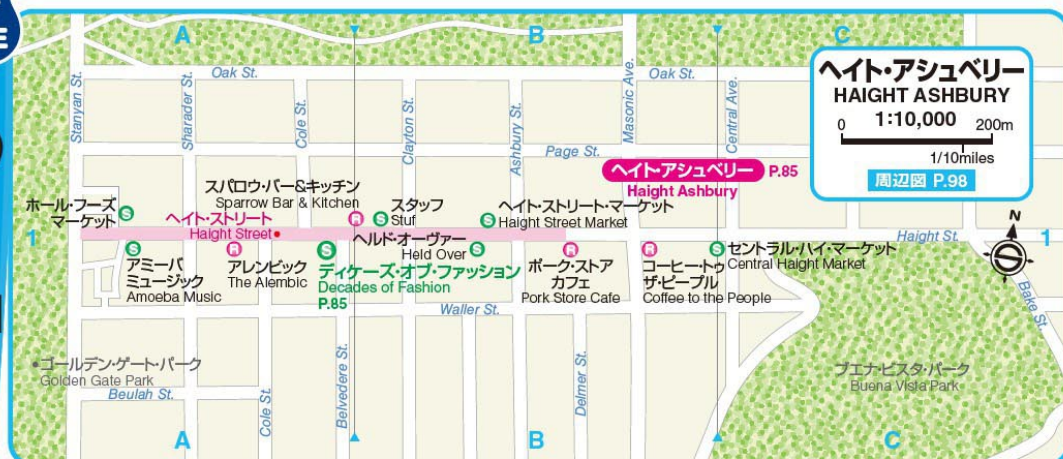 E
A
B
C
Oak St.
Oak St.
Stanyan St.
Sharader St.
Cole St.
Clayton St.
Ashbury St.
Masonic Ave.
Central Ave.
Page St.
ヘイト・アシュベリー
HAIGHT ASHBURY
1:10,000
0 200m
1/10miles
周辺図 P.98
ヘイト・アシュベリー P.85
Haight Ashbury
スパロウ・バー&キッチン
Sparrow Bar & Kitchen
ホール・フーズ
マーケット
S
ヘイト・ストリート
Haight Street
R
S
スタッフ
Stuf
S
ヘイト・ストリート・マーケット
Haight Street Market
1
Haight St.
1
N
S
S
アミーバ
ミュージック
Amoeba Music
R
アレンビック
The Alembic
S
ディケーズ・オブ・ファッション
Decades of Fashion
P.85
ヘルド・オーヴァー
Held Over
S
R
ポーク・ストア
カフェ
Pork Store Cafe
R
コーヒー・トゥ
ザ・ピープル
Coffee to the People
S
セントラル・ハイ・マーケット
Central Haight Market
Waller St.
Bake St.
ゴールデン・ゲート・パーク
Golden Gate Park
Beulah St.
Cole St.
Belvedere St.
Delmer St.
ブエナ・ビスタ・パーク
Buena Vista Park
A
B
C